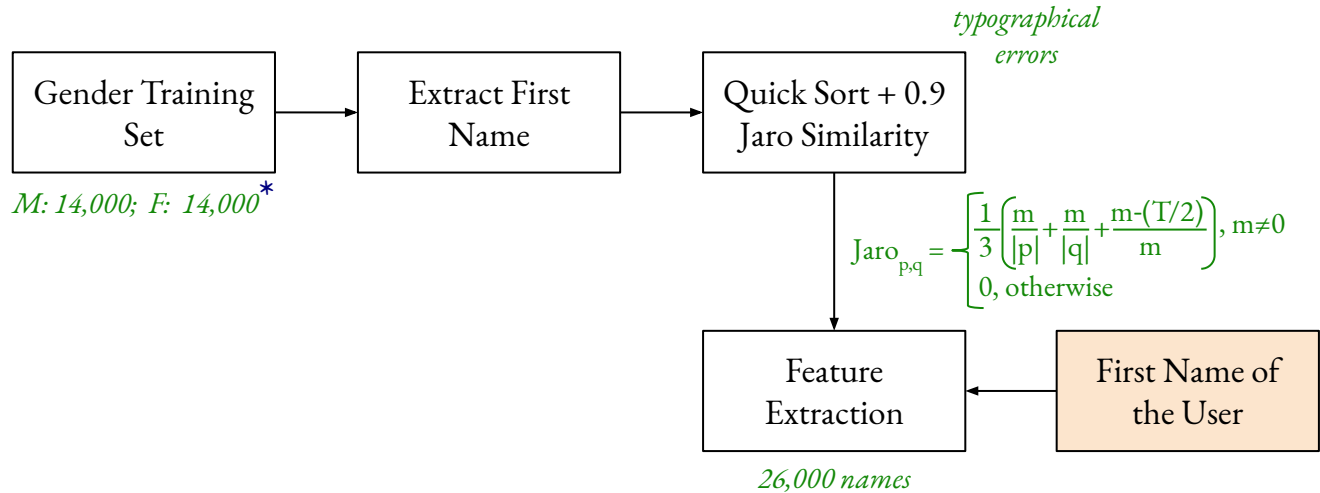 typographical
errors
Gender Training
Set
Extract First
Name
Quick Sort + 0.9
Jaro Similarity
M: 14,000; F: 14,000*
Jaro_{p,q} = { 1/3 ( m/|p| + m/|q| + m-(T/2)/m ), m≠0
0, otherwise
Feature
Extraction
First Name of
the User
26,000 names